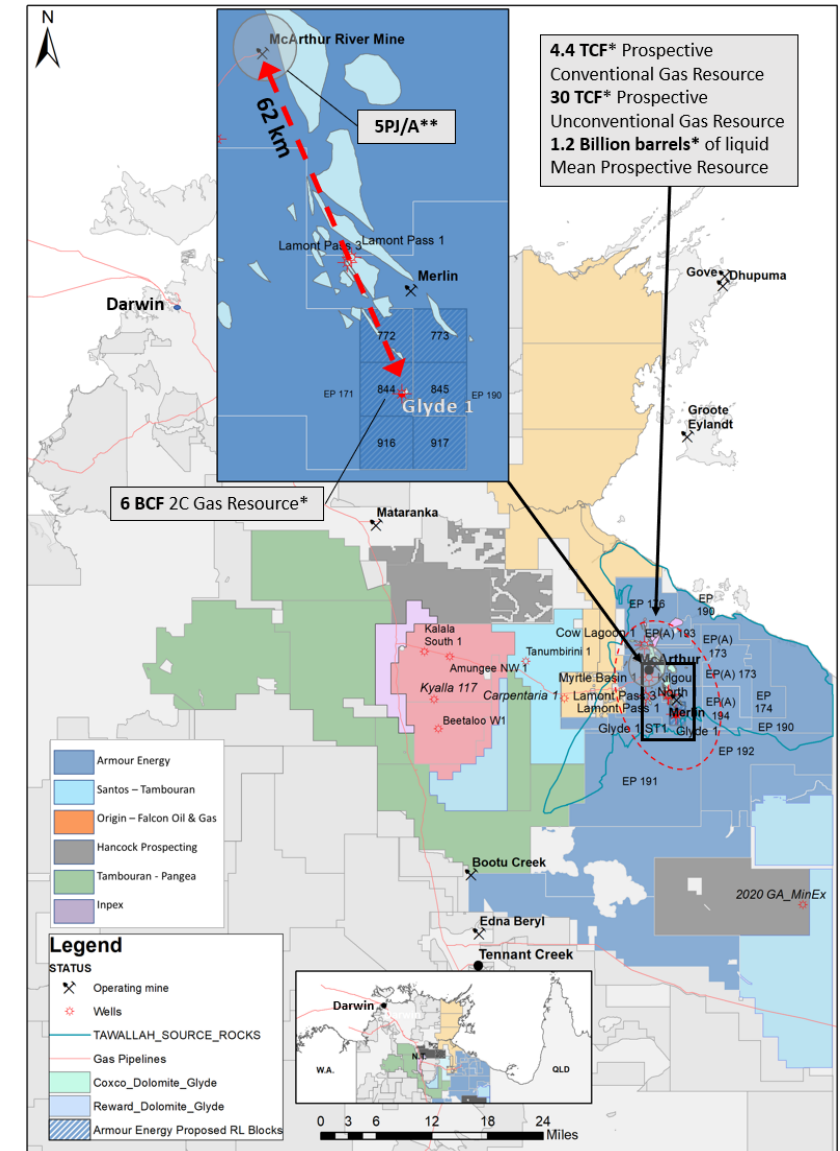 N
McArthur River Mine
62 km
5PJ/A**
4.4 TCF* Prospective
Conventional Gas Resource
30 TCF* Prospective
Unconventional Gas Resource
1.2 Billion barrels* of liquid
Mean Prospective Resource
Lamont Pass 3
Lamont Pass 1
Merlin
772
773
EP 171
844
845
EP 190
Glyde 1
916
917
6 BCF 2C Gas Resource*
Darwin
Gove
Dhupuma
Groote
Eylandt
Mataranka
EP 176
EP
190
Cow Lagoon 1
EP(A) 193
EP(A)
173
Kalala
South 1
Tanumbirini 1
McArthur
Amungee NW 1
Myrtle Basin 1
Kilgou
EP(A) 173
Kyalla 117
Carpentaria 1
Lamont Pass 3
North
EP
174
Lamont Pass 1
Merlin
EP(A)
194
Beetaloo W1
Glyde 1 ST1
Glyde 1
EP 190
EP 192
EP 191
Armour Energy
Santos – Tambouran
Origin – Falcon Oil & Gas
Hancock Prospecting
Tambouran - Pangea
Inpex
Bootu Creek
2020 GA_MinEx
Edna Beryl
Tennant Creek
Legend
STATUS
Operating mine
Wells
TAWALLAH_SOURCE_ROCKS
Gas Pipelines
Coxco_Dolomite_Glyde
Reward_Dolomite_Glyde
Armour Energy Proposed RL Blocks
Darwin
N.T.
W.A.
QLD
0 3 6 12 18 24
Miles